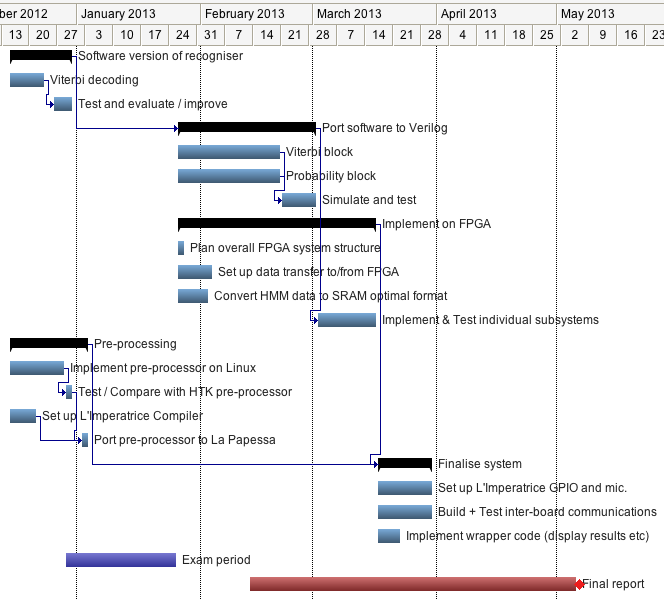 ber 2012 January 2013 February 2013 March 2013 April 2013 May 2013
13 20 27 3 10 17 24 31 7 14 21 28 7 14 21 28 4 11 18 25 2 9 16 23
Software version of recogniser
Viterbi decoding
Test and evaluate / improve
Port software to Verilog
Viterbi block
Probability block
Simulate and test
Implement on FPGA
Plan overall FPGA system structure
Set up data transfer to/from FPGA
Convert HMM data to SRAM optimal format
Implement & Test individual subsystems
Pre-processing
Implement pre-processor on Linux
Test / Compare with HTK pre-processor
Set up L'Imperatrice Compiler
Port pre-processor to La Papessa
Finalise system
Set up L'Imperatrice GPIO and mic.
Build + Test inter-board communications
Implement wrapper code (display results etc)
Exam period
Final report